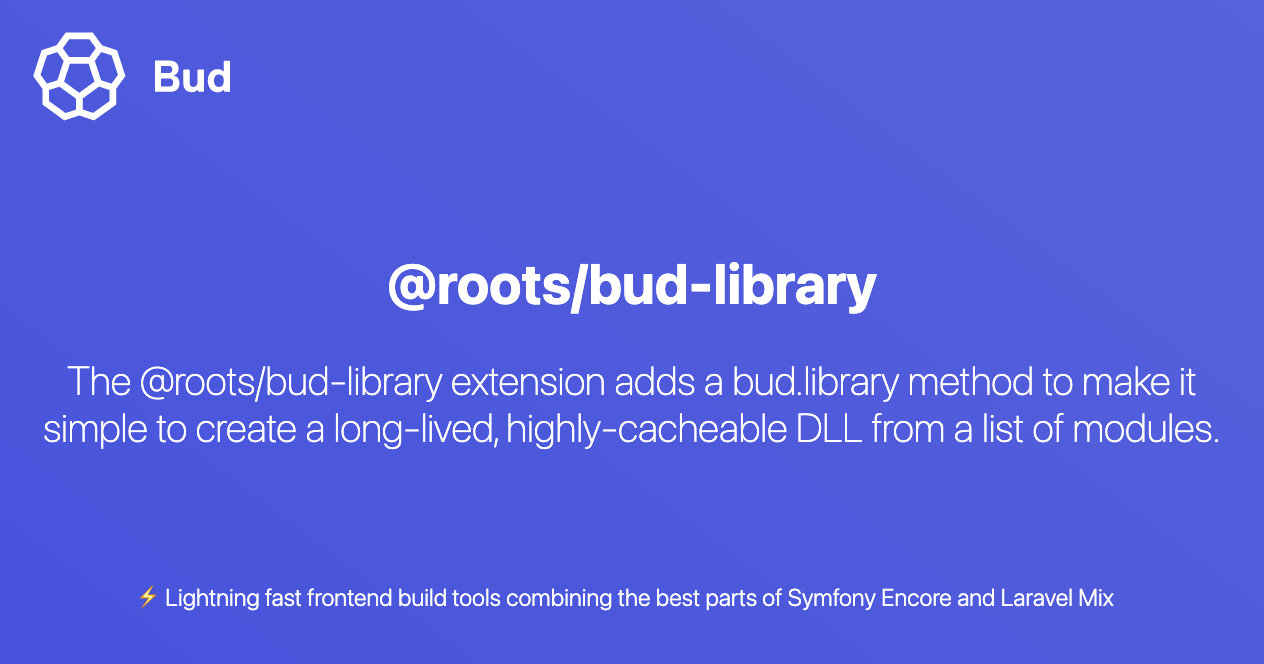 Bud
@roots/bud-library
The @roots/bud-library extension adds a bud.library method to make it
simple to create a long-lived, highly-cacheable DLL from a list of modules.
⚡ Lightning fast frontend build tools combining the best parts of Symfony Encore and Laravel Mix